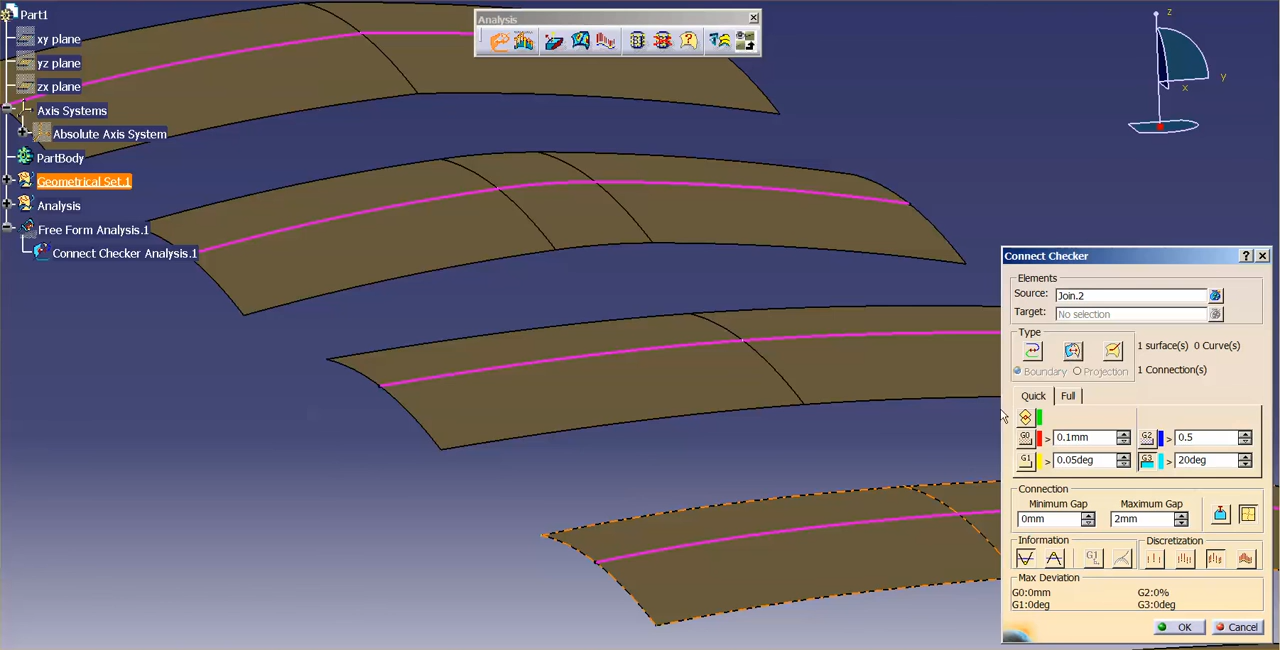 Part1
xy plane
yz plane
zx plane
Axis Systems
Absolute Axis System
PartBody
Geometrical Set.1
Analysis
Free Form Analysis.1
Connect Checker Analysis.1
Analysis
z
y
x
Connect Checker
Elements
Source: Join.2
Target: No selection
Type
1 surface(s) 0 Curve(s)
Boundary Projection 1 Connection(s)
Quick Full
G0 > 0.1mm G2 > 0.5
G1 > 0.05deg G3 > 20deg
Connection
Minimum Gap Maximum Gap
0mm 2mm
Information Discretization
G1
Max Deviation
G0:0mm G2:0%
G1:0deg G3:0deg
OK Cancel